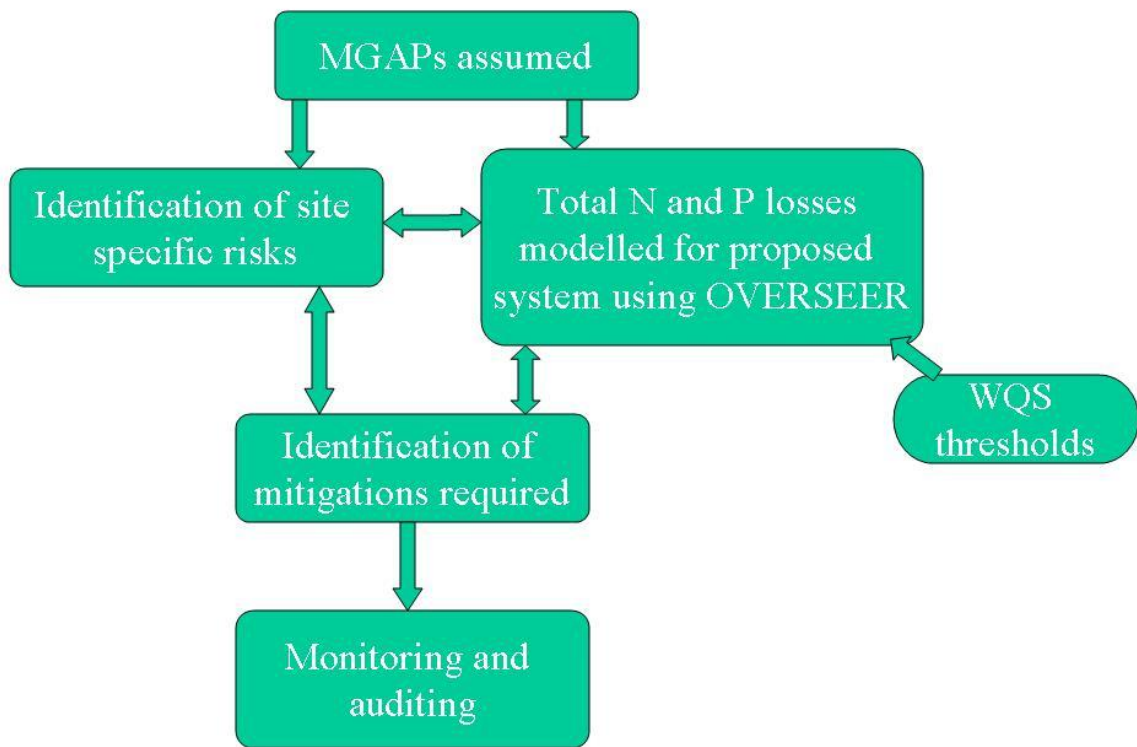 MGAPs assumed
Identification of site
specific risks
Total N and P losses
modelled for proposed
system using OVERSEER
WQS
thresholds
Identification of
mitigations required
Monitoring and
auditing